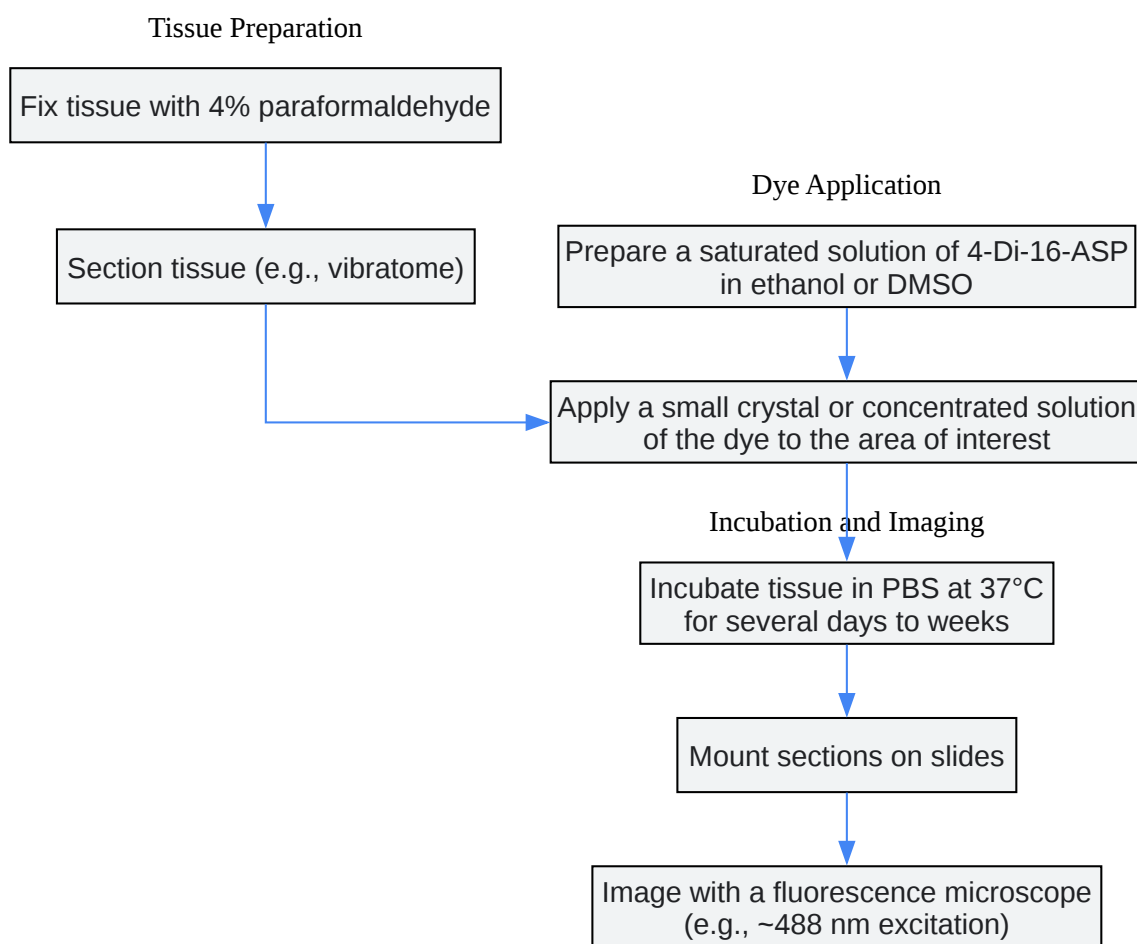 Tissue Preparation
Fix tissue with 4% paraformaldehyde
Section tissue (e.g., vibratome)
Dye Application
Prepare a saturated solution of 4-Di-16-ASP
in ethanol or DMSO
Apply a small crystal or concentrated solution
of the dye to the area of interest
Incubation and Imaging
Incubate tissue in PBS at 37°C
for several days to weeks
Mount sections on slides
Image with a fluorescence microscope
(e.g., ~488 nm excitation)